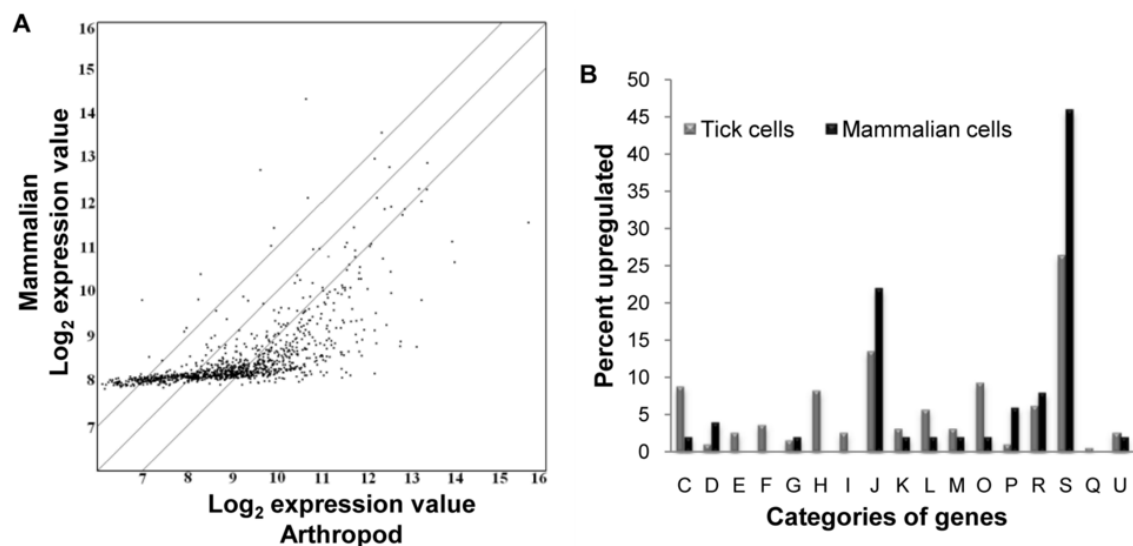 A
Mammalian
Log2 expression value
16
15
14
13
12
11
10
9
8
7
7 8 9 10 11 12 13 14 15 16
Log2 expression value
Arthropod
B
Percent upregulated
50
45
40
35
30
25
20
15
10
5
0
Tick cells Mammalian cells
C D E F G H I J K L M O P R S Q U
Categories of genes